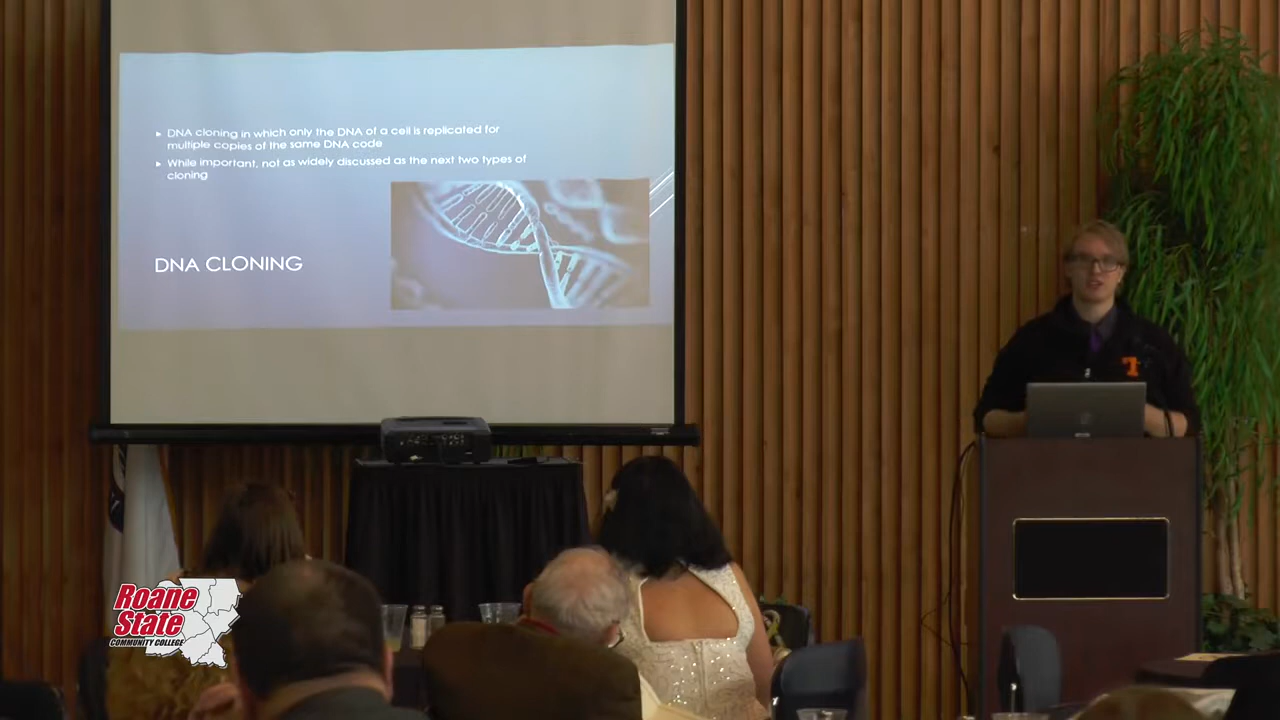 DNA cloning in which only the DNA of a cell is replicated for
multiple copies of the same DNA code
While important, not as widely discussed as the next two types of
cloning
DNA CLONING
T
Roane
State
COMMUNITY COLLEGE